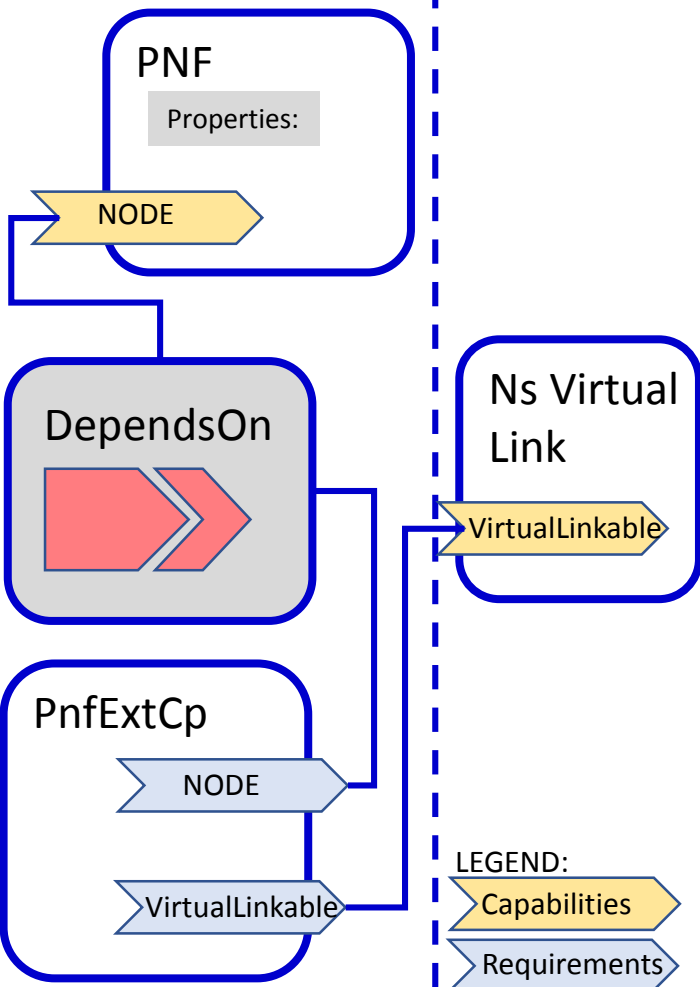 PNF
Properties:
NODE
DependsOn
Ns Virtual
Link
VirtualLinkable
PnfExtCp
NODE
VirtualLinkable
LEGEND:
Capabilities
Requirements